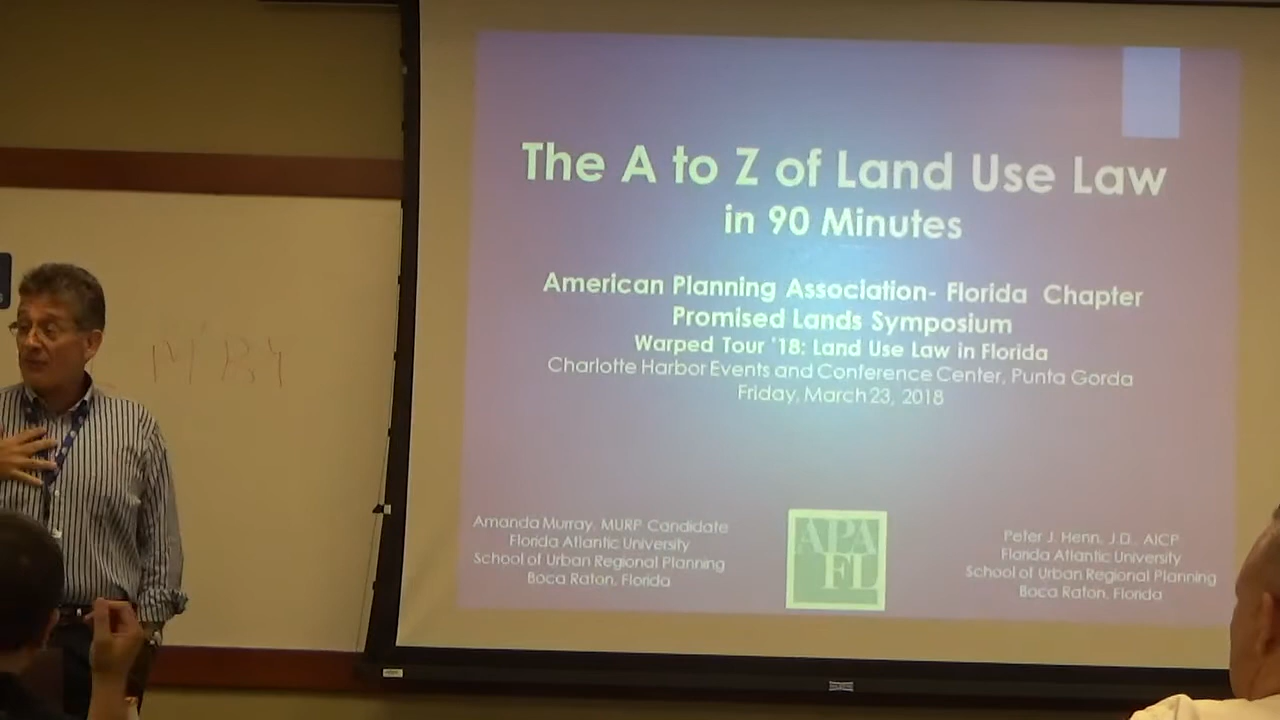 The A to Z of Land Use Law
in 90 Minutes
American Planning Association- Florida Chapter
Promised Lands Symposium
Warped Tour '18: Land Use Law in Florida
Charlotte Harbor Events and Conference Center, Punta Gorda
Friday, March 23, 2018
Amanda Murray, MURP Candidate
Florida Atlantic University
School of Urban Regional Planning
Boca Raton, Florida
APA
FL
Peter J. Henn, J.D., AICP
Florida Atlantic University
School of Urban Regional Planning
Boca Raton, Florida